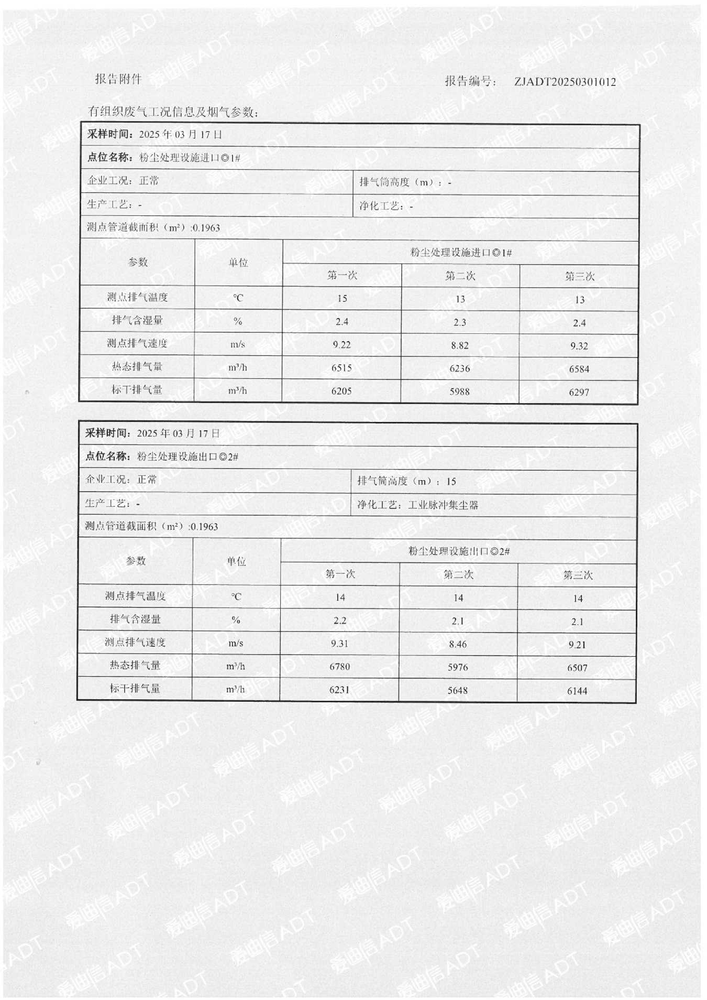 报告附件 报告编号： ZJADT20250301012
有组织废气工况信息及烟气参数：
采样时间：2025 年 03 月 17 日
点位名称：粉尘处理设施进口◎1#
企业工况：正常 排气筒高度（m）：-
生产工艺：- 净化工艺：-
测点管道截面积（m²）:0.1963
参数 单位 粉尘处理设施进口◎1#
第一次 第二次 第三次
测点排气温度 ℃ 15 13 13
排气含湿量 % 2.4 2.3 2.4
测点排气速度 m/s 9.22 8.82 9.32
热态排气量 m³/h 6515 6236 6584
标干排气量 m³/h 6205 5988 6297
采样时间：2025 年 03 月 17 日
点位名称：粉尘处理设施出口◎2#
企业工况：正常 排气筒高度（m）：15
生产工艺：- 净化工艺：工业脉冲集尘器
测点管道截面积（m²）:0.1963
参数 单位 粉尘处理设施出口◎2#
第一次 第二次 第三次
测点排气温度 ℃ 14 14 14
排气含湿量 % 2.2 2.1 2.1
测点排气速度 m/s 9.31 8.46 9.21
热态排气量 m³/h 6780 5976 6507
标干排气量 m³/h 6231 5648 6144
爱迪信 ADT